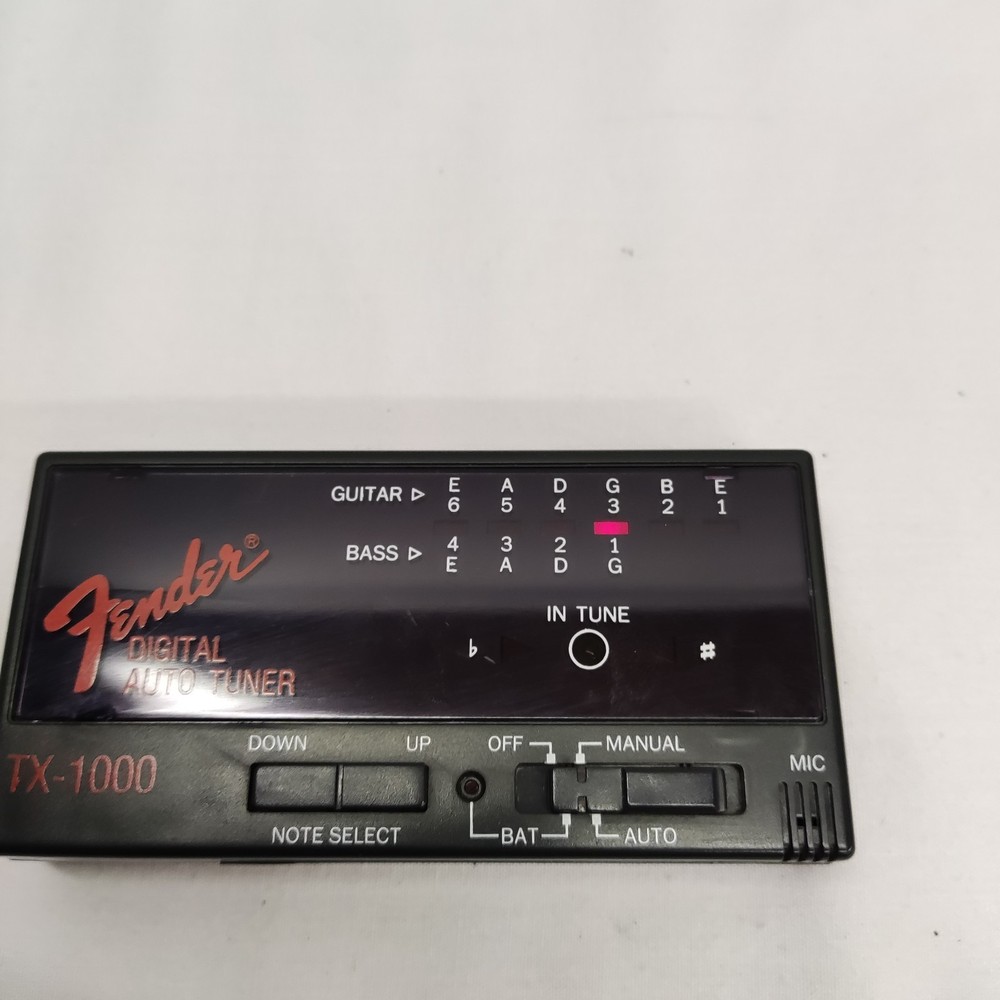 E A D G B E
GUITAR ▷ 6 5 4 3 2 1
BASS ▷ 4 3 2 1
E A D G
Fender®
IN TUNE
♭ ♯
DIGITAL
AUTO TUNER
TX-1000
DOWN UP OFF MANUAL
MIC
NOTE SELECT BAT AUTO